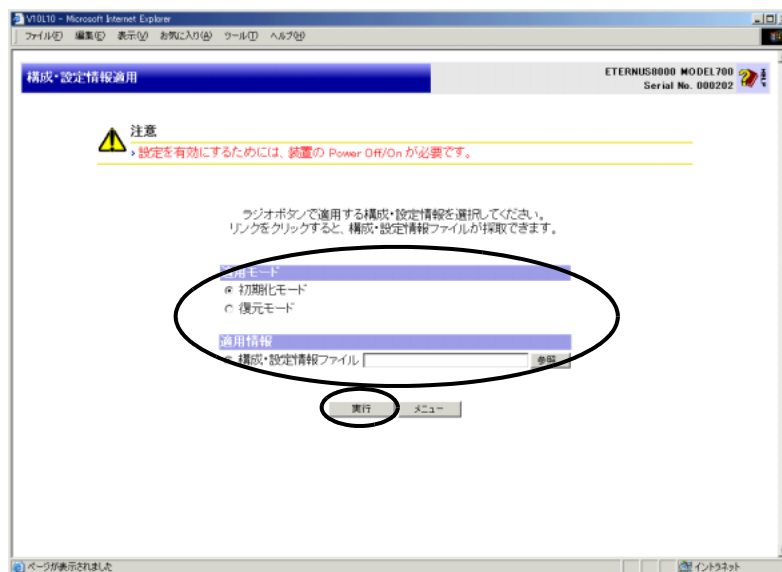 V10L10 - Microsoft Internet Explorer
ファイル(F) 編集(E) 表示(V) お気に入り(A) ツール(T) ヘルプ(H)
構成・設定情報適用
ETERNUS8000 MODEL700
Serial No. 000202
注意
設定を有効にするためには、装置の Power Off/On が必要です。
ラジオボタンで適用する構成・設定情報を選択してください。
リンクをクリックすると、構成・設定情報ファイルが採取できます。
適用モード
初期化モード
復元モード
適用情報
構成・設定情報ファイル 参照
実行 メニュー
ページが表示されました イントラネット